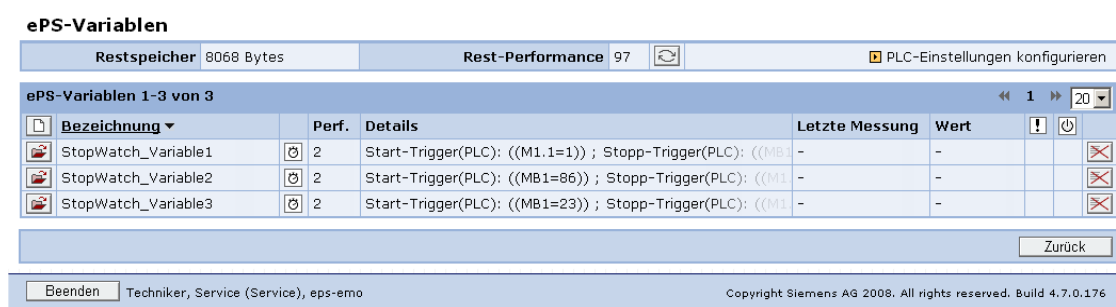 ePS-Variablen
Restspeicher 8068 Bytes Rest-Performance 97 PLC-Einstellungen konfigurieren
ePS-Variablen 1-3 von 3 1 20
Bezeichnung Perf. Details Letzte Messung Wert
StopWatch_Variable1 2 Start-Trigger(PLC): ((M1.1=1)) ; Stopp-Trigger(PLC): ((MB1 - -
StopWatch_Variable2 2 Start-Trigger(PLC): ((MB1=86)) ; Stopp-Trigger(PLC): ((M1. - -
StopWatch_Variable3 2 Start-Trigger(PLC): ((MB1=23)) ; Stopp-Trigger(PLC): ((M1. - -
Zurück
Beenden Techniker, Service (Service), eps-emo Copyright Siemens AG 2008. All rights reserved. Build 4.7.0.176